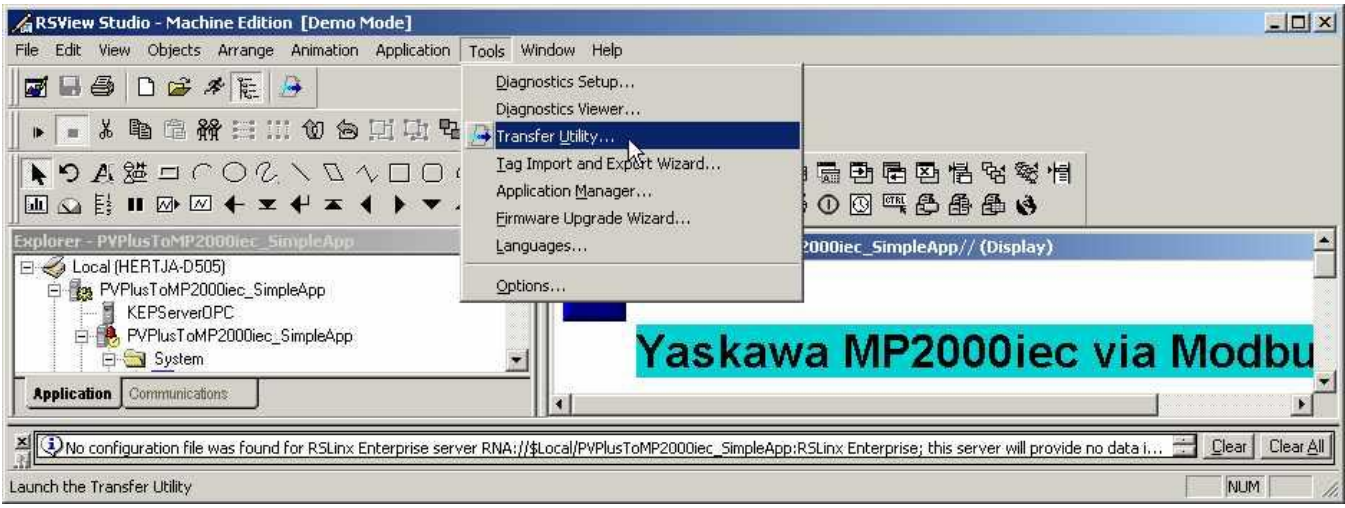 RSView Studio - Machine Edition [Demo Mode]
File Edit View Objects Arrange Animation Application Tools Window Help
Diagnostics Setup...
Diagnostics Viewer...
Transfer Utility...
Tag Import and Export Wizard...
Application Manager...
Firmware Upgrade Wizard...
Languages...
Options...
Explorer - PVPlusToMP2000iec_SimpleApp
2000iec_SimpleApp// (Display)
Local (HERTJA-D505)
PVPlusToMP2000iec_SimpleApp
KEPServerOPC
PVPlusToMP2000iec_SimpleApp
System
Application Communications
Yaskawa MP2000iec via Modbu
No configuration file was found for RSLinx Enterprise server RNA://$Local/PVPlusToMP2000iec_SimpleApp:RSLinx Enterprise; this server will provide no data i... Clear Clear All
Launch the Transfer Utility NUM